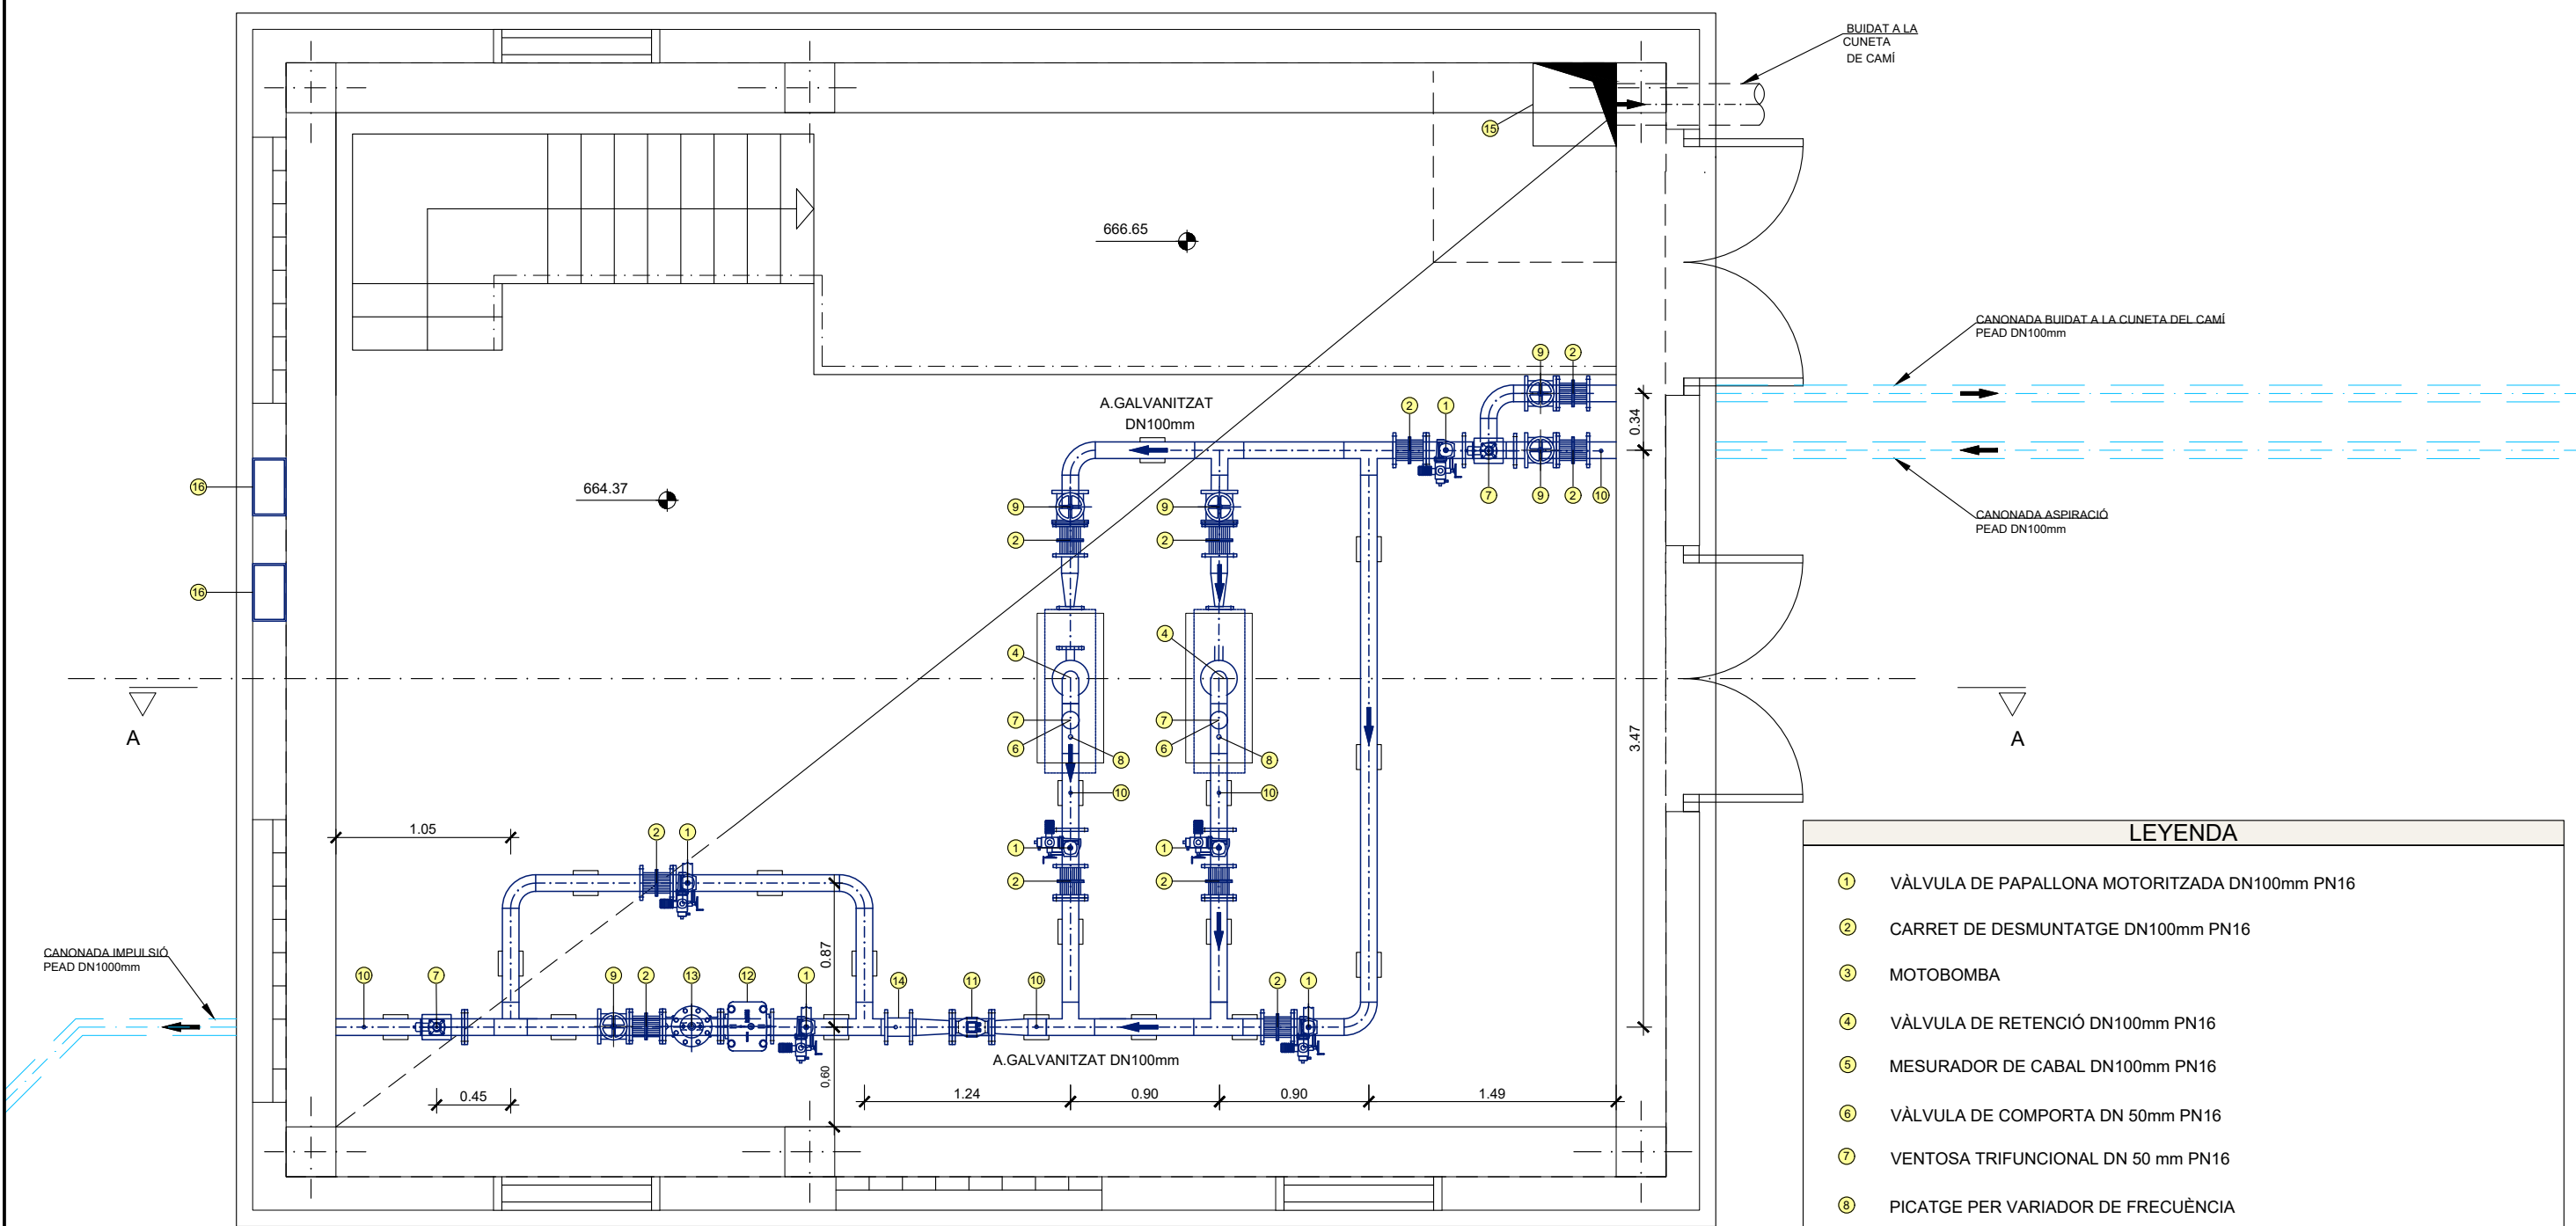 BUIDAT A LA
CUNETA
DE CAMÍ
15
666.65
CANONADA BUIDAT A LA CUNETA DEL CAMÍ
PEAD DN100mm
9
2
A.GALVANITZAT
DN100mm
2
1
0.34
16
664.37
7
9
2
10
9
9
CANONADA ASPIRACIÓ
PEAD DN100mm
2
2
16
4
4
A
A
7
7
6
6
8
8
3.47
10
10
1.05
2
1
1
1
2
2
LEYENDA
1 VÀLVULA DE PAPALLONA MOTORITZADA DN100mm PN16
2 CARRET DE DESMUNTATGE DN100mm PN16
3 MOTOBOMBA
4 VÀLVULA DE RETENCIÓ DN100mm PN16
5 MESURADOR DE CABAL DN100mm PN16
6 VÀLVULA DE COMPORTA DN 50mm PN16
7 VENTOSA TRIFUNCIONAL DN 50 mm PN16
8 PICATGE PER VARIADOR DE FRECUÈNCIA
CANONADA IMPULSIÓ
PEAD DN1000mm
0.87
10
7
9
2
13
12
1
14
11
10
2
1
A.GALVANITZAT DN100mm
0,60
0.45
1.24
0.90
0.90
1.49